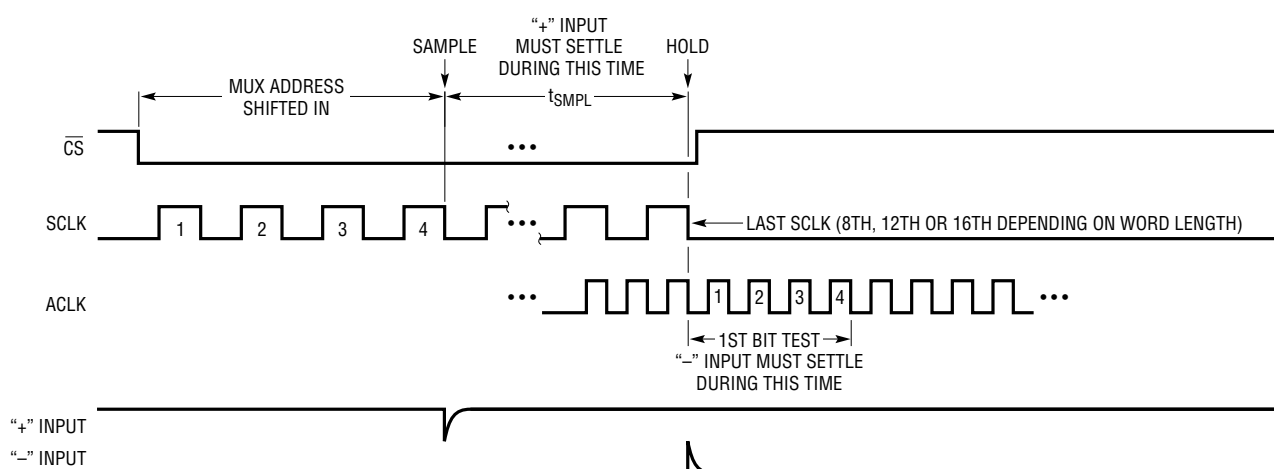 “+” INPUT
MUST SETTLE
DURING THIS TIME
SAMPLE
HOLD
MUX ADDRESS
SHIFTED IN
tSMPL
CS
•••
SCLK
1 2 3 4
•••
LAST SCLK (8TH, 12TH OR 16TH DEPENDING ON WORD LENGTH)
ACLK
•••
1 2 3 4
•••
1ST BIT TEST
“–” INPUT MUST SETTLE
DURING THIS TIME
“+” INPUT
“–” INPUT